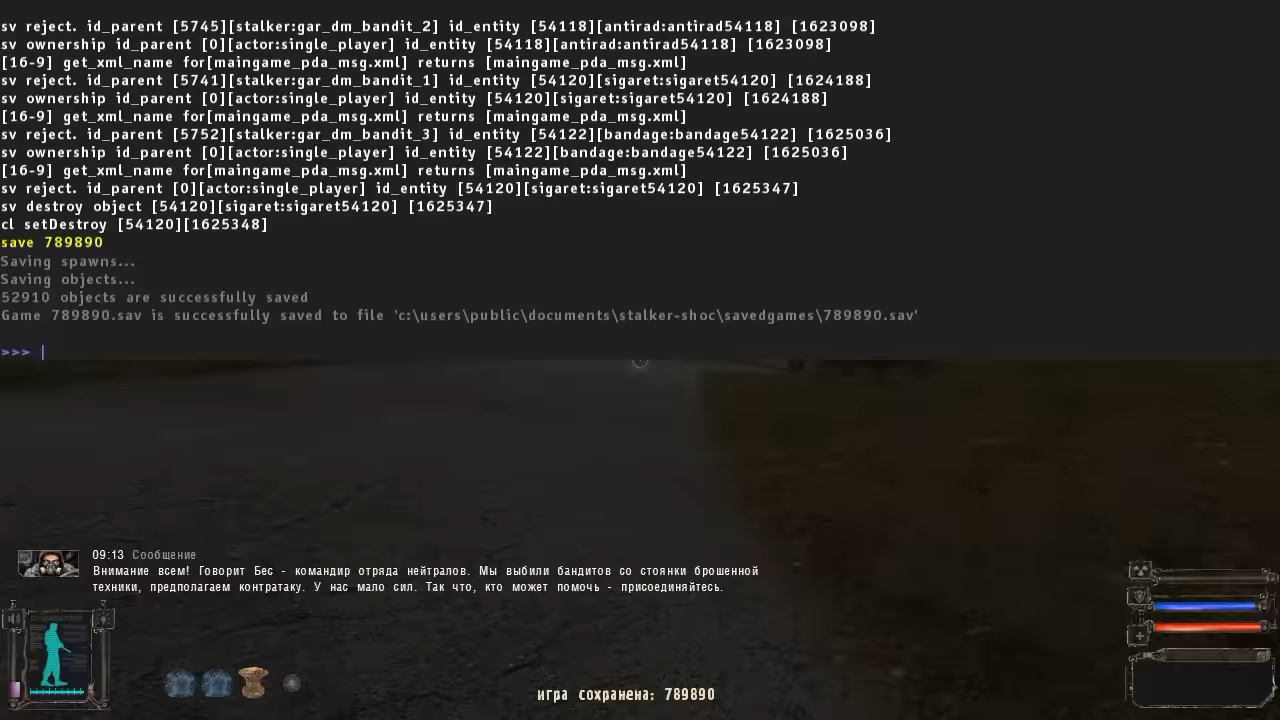 sv reject. id_parent [5745][stalker:gar_dm_bandit_2] id_entity [54118][antirad:antirad54118] [1623098]
sv ownership id_parent [0][actor:single_player] id_entity [54118][antirad:antirad54118] [1623098]
[16-9] get_xml_name for[maingame_pda_msg.xml] returns [maingame_pda_msg.xml]
sv reject. id_parent [5741][stalker:gar_dm_bandit_1] id_entity [54120][sigaret:sigaret54120] [1624188]
sv ownership id_parent [0][actor:single_player] id_entity [54120][sigaret:sigaret54120] [1624188]
[16-9] get_xml_name for[maingame_pda_msg.xml] returns [maingame_pda_msg.xml]
sv reject. id_parent [5752][stalker:gar_dm_bandit_3] id_entity [54122][bandage:bandage54122] [1625036]
sv ownership id_parent [0][actor:single_player] id_entity [54122][bandage:bandage54122] [1625036]
[16-9] get_xml_name for[maingame_pda_msg.xml] returns [maingame_pda_msg.xml]
sv reject. id_parent [0][actor:single_player] id_entity [54120][sigaret:sigaret54120] [1625347]
sv destroy object [54120][sigaret:sigaret54120] [1625347]
cl setDestroy [54120][1625348]
save 789890
Saving spawns...
Saving objects...
52910 objects are successfully saved
Game 789890.sav is successfully saved to file 'c:\users\public\documents\stalker-shoc\savedgames\789890.sav'
>>> |
09:13 Сообщение
Внимание всем! Говорит Бес - командир отряда нейтралов. Мы выбили бандитов со стоянки брошенной
техники, предполагаем контратаку. У нас мало сил. Так что, кто может помочь - присоединяйтесь.
игра сохранена: 789890